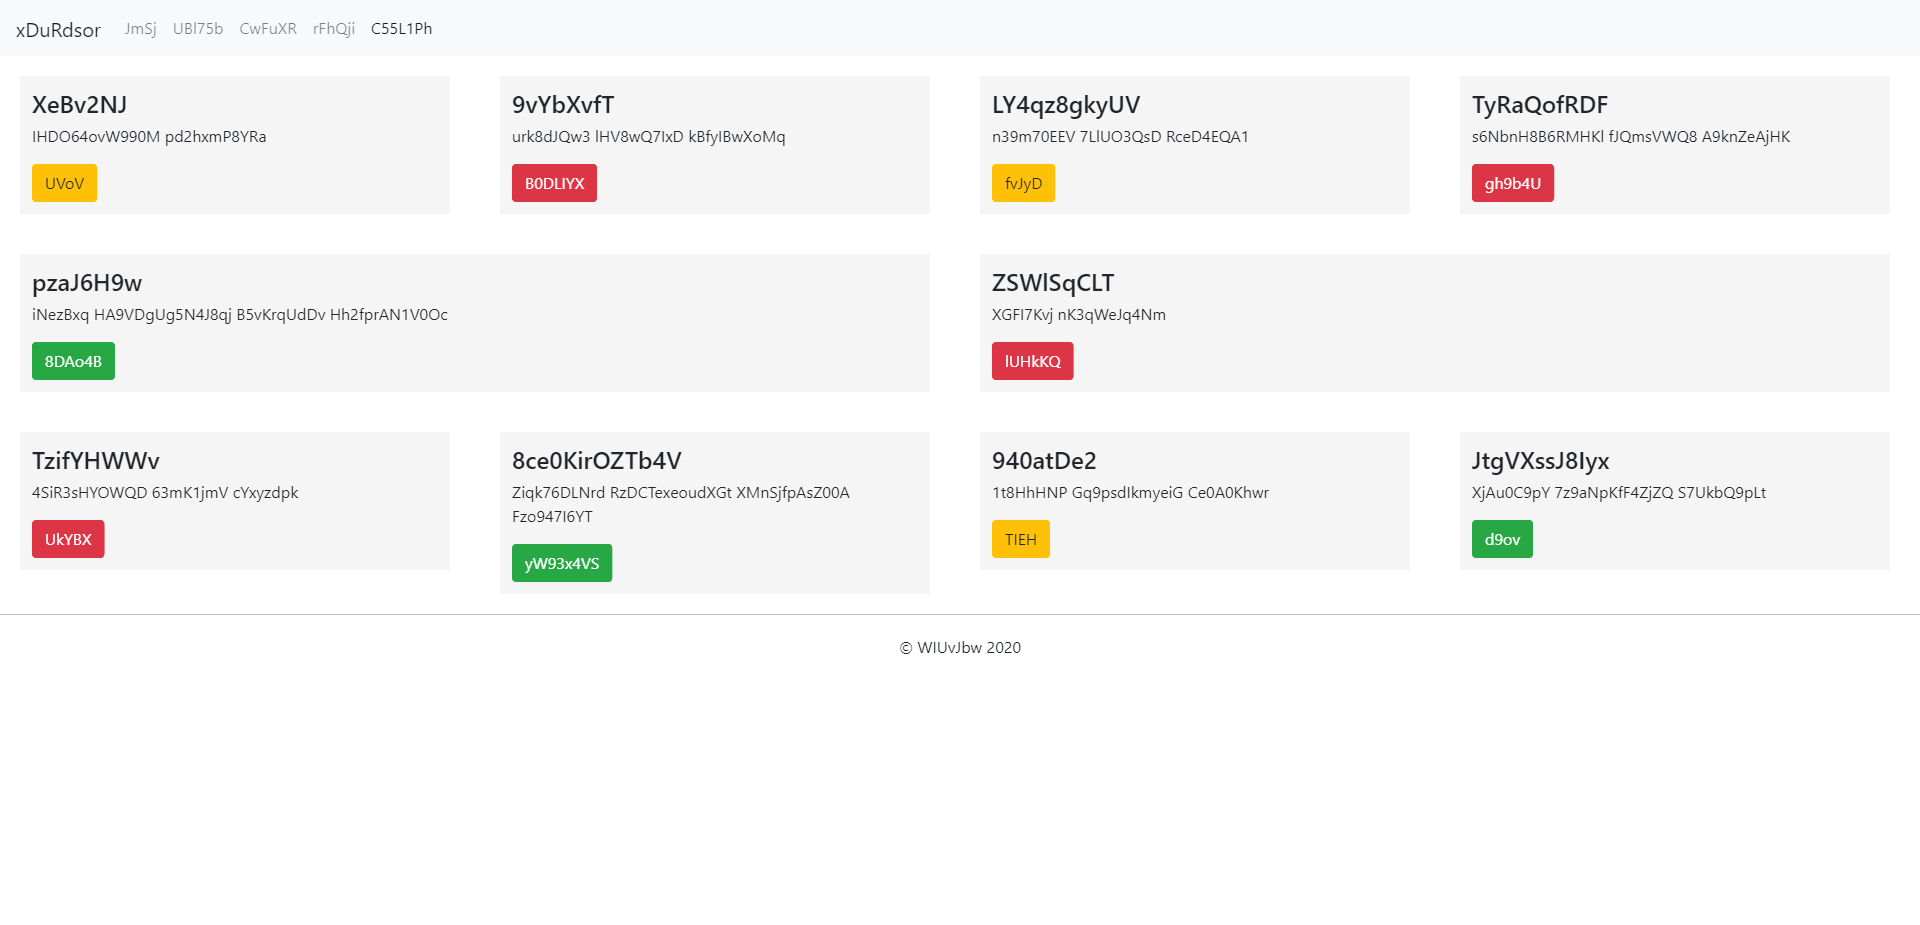 xDuRdsor JmSj UBl75b CwFuXR rFhQji C55L1Ph
XeBv2NJ
IHDO64ovW990M pd2hxmP8YRa
UVoV
9vYbXvfT
urk8dJQw3 lHV8wQ7IxD kBfyIBwXoMq
B0DLIYX
LY4qz8gkyUV
n39m70EEV 7LlUO3QsD RceD4EQA1
fvJyD
TyRaQofRDF
s6NbnH8B6RMHKl fJQmsVWQ8 A9knZeAjHK
gh9b4U
pzaJ6H9w
iNezBxq HA9VDgUg5N4J8qj B5vKrqUdDv Hh2fprAN1V0Oc
8DAo4B
ZSWlSqCLT
XGFI7Kvj nK3qWeJq4Nm
lUHkKQ
TzifYHWWv
4SiR3sHYOWQD 63mK1jmV cYxyzdpk
UkYBX
8ce0KirOZTb4V
Ziqk76DLNrd RzDCTexeoudXGt XMnSjfpAsZ00A
Fzo947I6YT
yW93x4VS
940atDe2
1t8HhHNP Gq9psdIkmyeiG Ce0A0Khwr
TIEH
JtgVXssJ8Iyx
XjAu0C9pY 7z9aNpKfF4ZjZQ S7UkbQ9pLt
d9ov
© WIUvJbw 2020